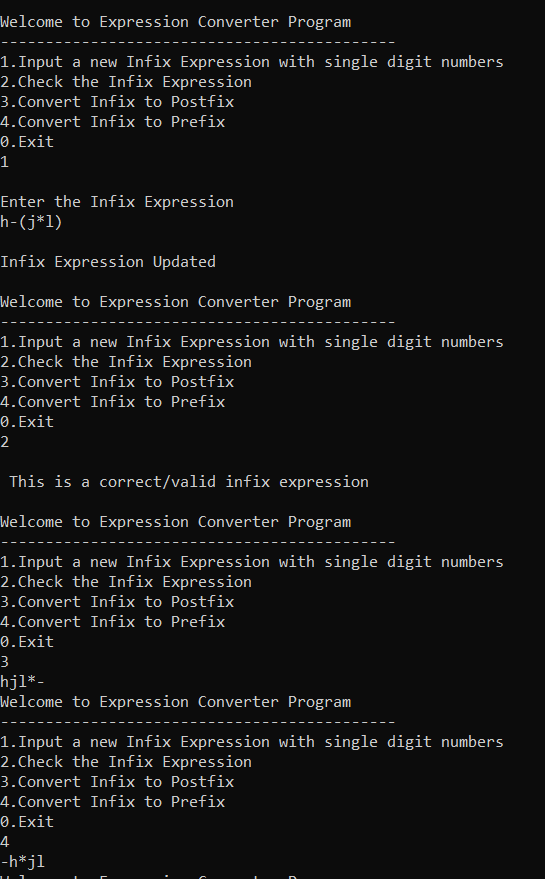 Welcome to Expression Converter Program
--------------------------------------------
1.Input a new Infix Expression with single digit numbers
2.Check the Infix Expression
3.Convert Infix to Postfix
4.Convert Infix to Prefix
0.Exit
1
Enter the Infix Expression
h-(j*l)
Infix Expression Updated
Welcome to Expression Converter Program
--------------------------------------------
1.Input a new Infix Expression with single digit numbers
2.Check the Infix Expression
3.Convert Infix to Postfix
4.Convert Infix to Prefix
0.Exit
2
This is a correct/valid infix expression
Welcome to Expression Converter Program
--------------------------------------------
1.Input a new Infix Expression with single digit numbers
2.Check the Infix Expression
3.Convert Infix to Postfix
4.Convert Infix to Prefix
0.Exit
3
hjl*-
Welcome to Expression Converter Program
--------------------------------------------
1.Input a new Infix Expression with single digit numbers
2.Check the Infix Expression
3.Convert Infix to Postfix
4.Convert Infix to Prefix
0.Exit
4
-h*jl